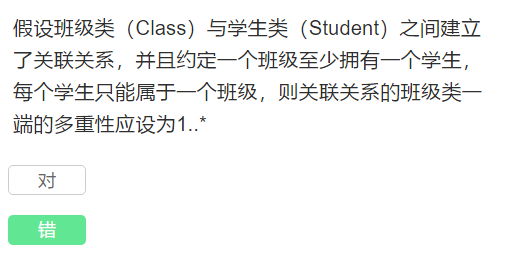 假设班级类（Class）与学生类（Student）之间建立
了关联关系，并且约定一个班级至少拥有一个学生，
每个学生只能属于一个班级，则关联关系的班级类一
端的多重性应设为1..*
对
错